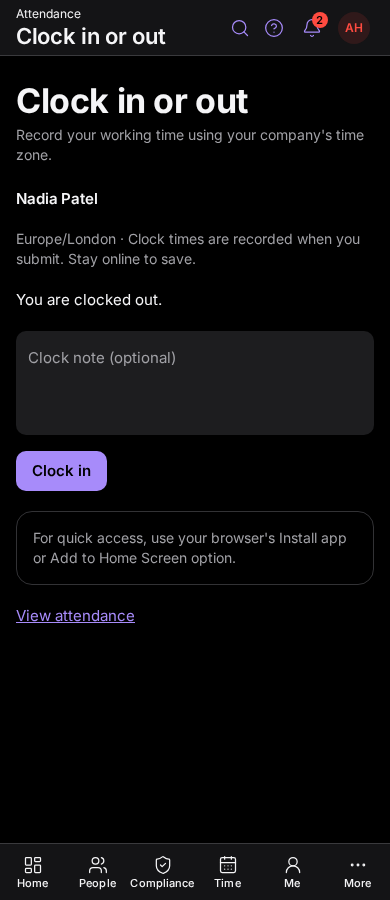 Attendance
Clock in or out
2
AH
Clock in or out
Record your working time using your company's time
zone.
Nadia Patel
Europe/London · Clock times are recorded when you
submit. Stay online to save.
You are clocked out.
Clock note (optional)
Clock in
For quick access, use your browser's Install app
or Add to Home Screen option.
View attendance
Home
People
Compliance
Time
Me
More